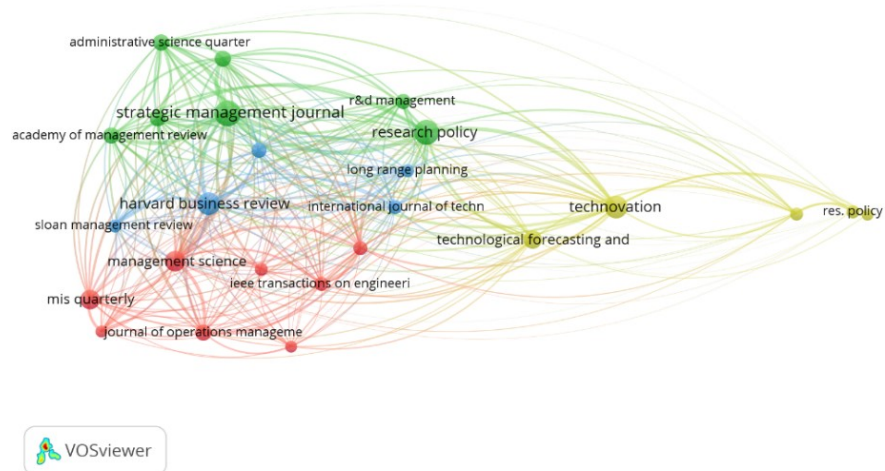 administrative science quarter
strategic management journal
r&d management
academy of management review
research policy
long range planning
harvard business review
international journal of techn
technovation
res. policy
sloan management review
technological forecasting and
management science
ieee transactions on engineeri
mis quarterly
journal of operations manageme
VOSviewer